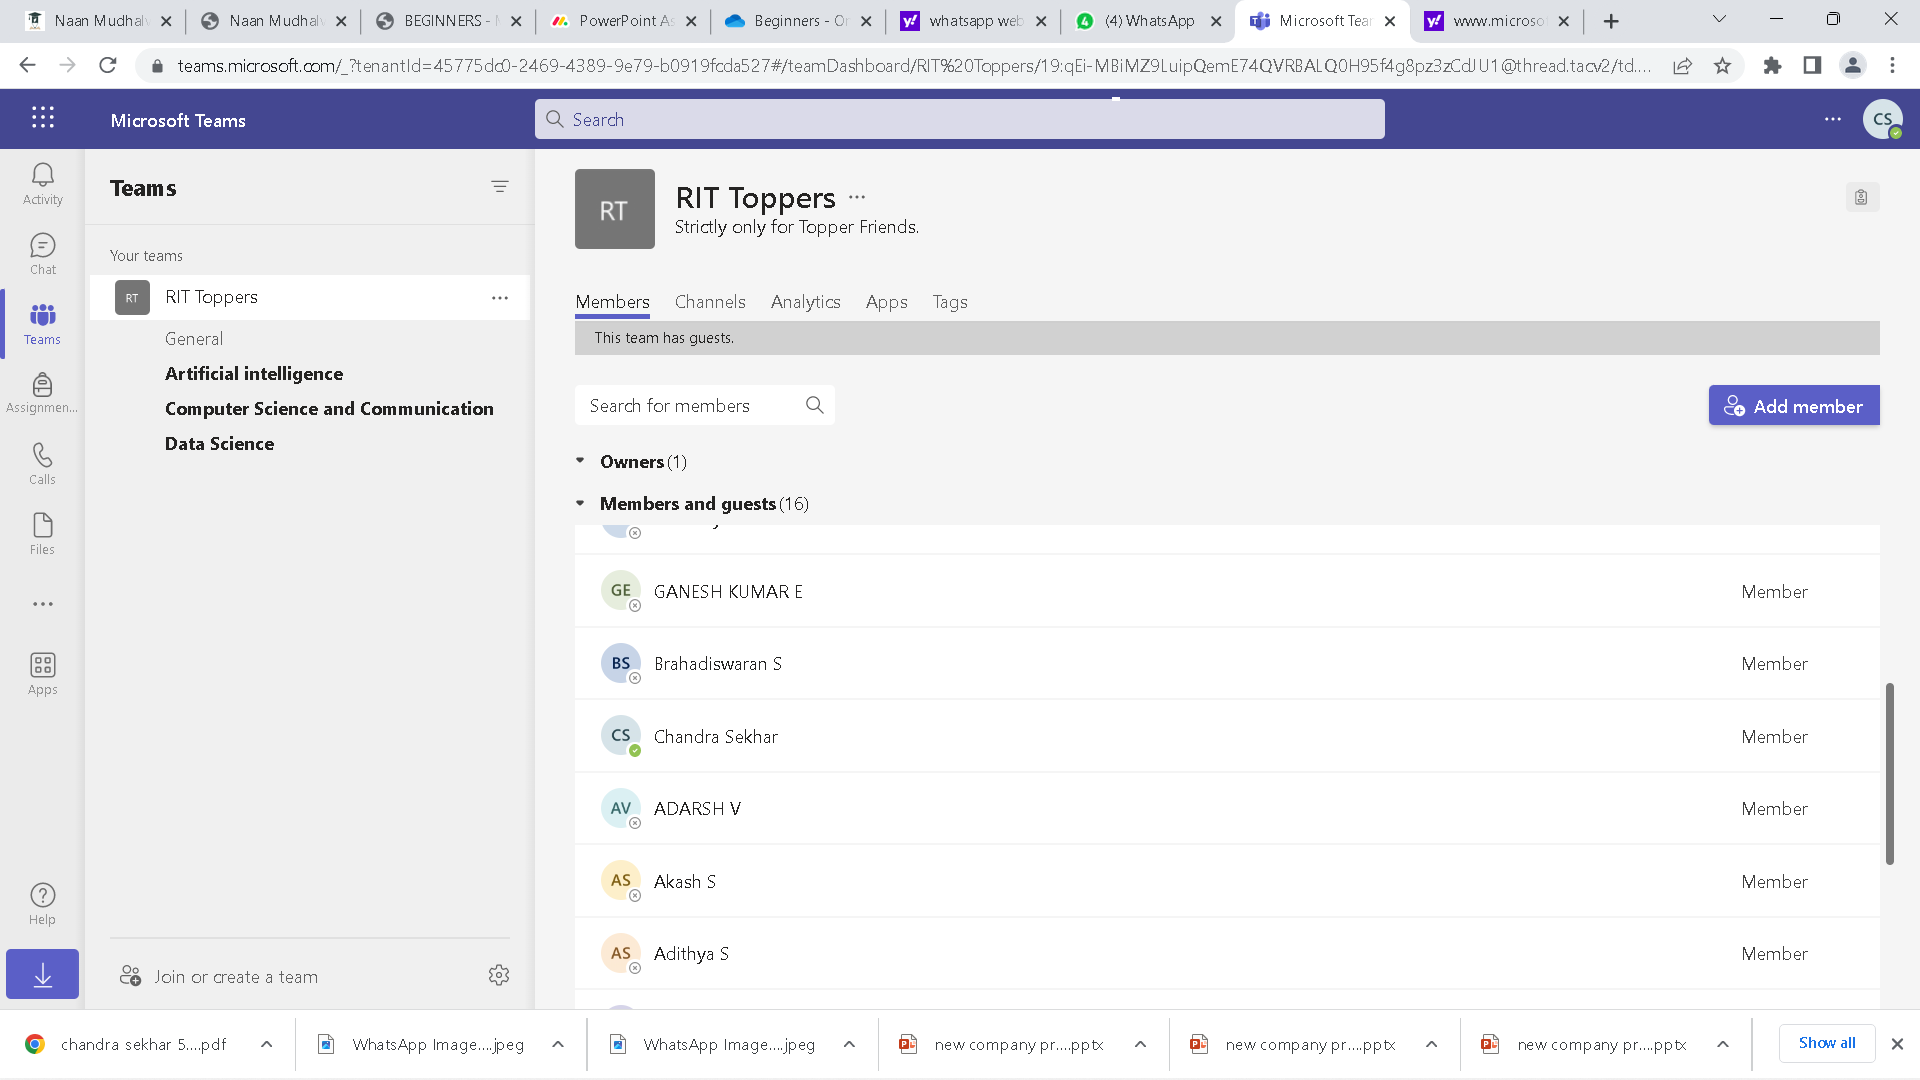 Naan Mudhal
Naan Mudhal
BEGINNERS -
PowerPoint As
Beginners - On
whatsapp web
(4) WhatsApp
Microsoft Tea
www.microso
teams.microsoft.com/_?tenantId=45775dc0-2469-4389-9e79-b0919fcda527#/teamDashboard/RIT%20Toppers/19:qEi-MBiMZ9LuipQemE74QVRBALQ0H95f4g8pz3zCdJU1@thread.tacv2/td....
Microsoft Teams
Search
CS
Activity
Chat
Teams
Assignmen...
Calls
Files
Apps
Help
Teams
Your teams
RT RIT Toppers
General
Artificial intelligence
Computer Science and Communication
Data Science
Join or create a team
RT
RIT Toppers
Strictly only for Topper Friends.
Members Channels Analytics Apps Tags
This team has guests.
Search for members
Add member
Owners (1)
Members and guests (16)
GE GANESH KUMAR E Member
BS Brahadiswaran S Member
CS Chandra Sekhar Member
AV ADARSH V Member
AS Akash S Member
AS Adithya S Member
chandra sekhar 5....pdf
WhatsApp Image....jpeg
WhatsApp Image....jpeg
new company pr....pptx
new company pr....pptx
new company pr....pptx
Show all